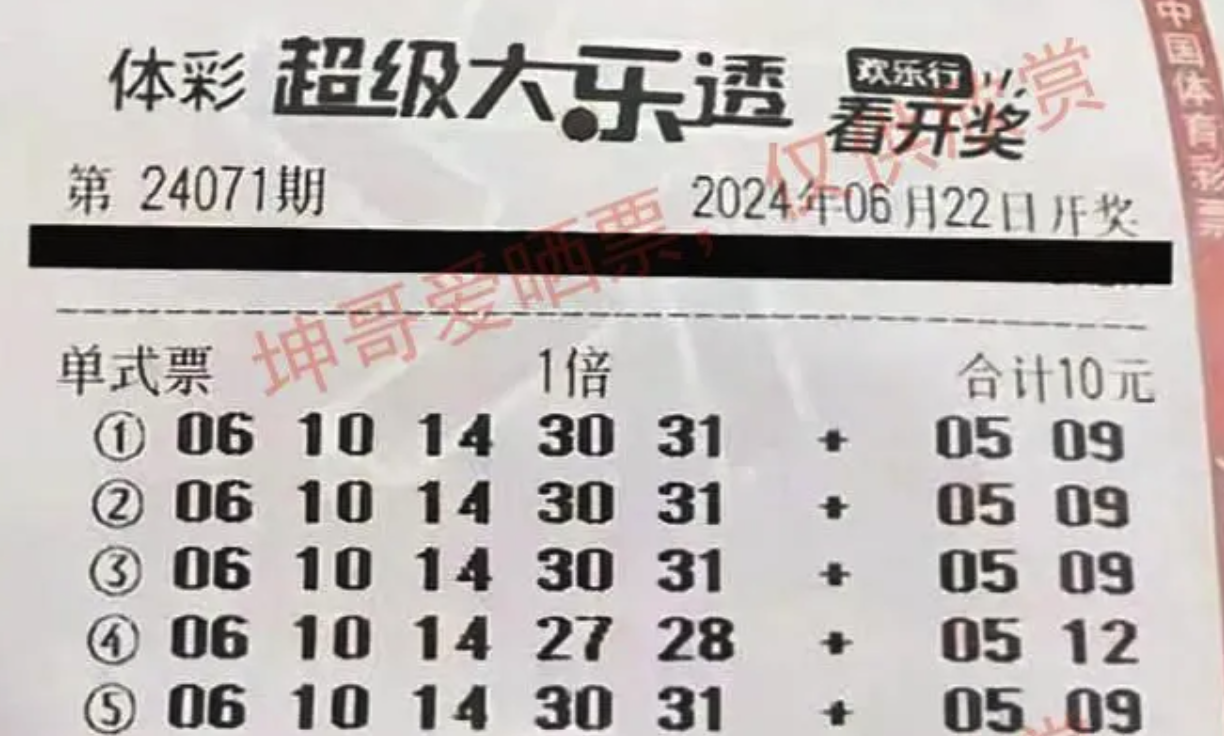 体彩 超级大乐透 欢乐行 看开奖
第 24071期 2024年06月22日开奖
单式票 1倍 合计10元
① 06 10 14 30 31 + 05 09
② 06 10 14 30 31 + 05 09
③ 06 10 14 30 31 + 05 09
④ 06 10 14 27 28 + 05 12
⑤ 06 10 14 30 31 + 05 09
坤哥爱晒票，仅供欣赏
中国体育彩票
赏